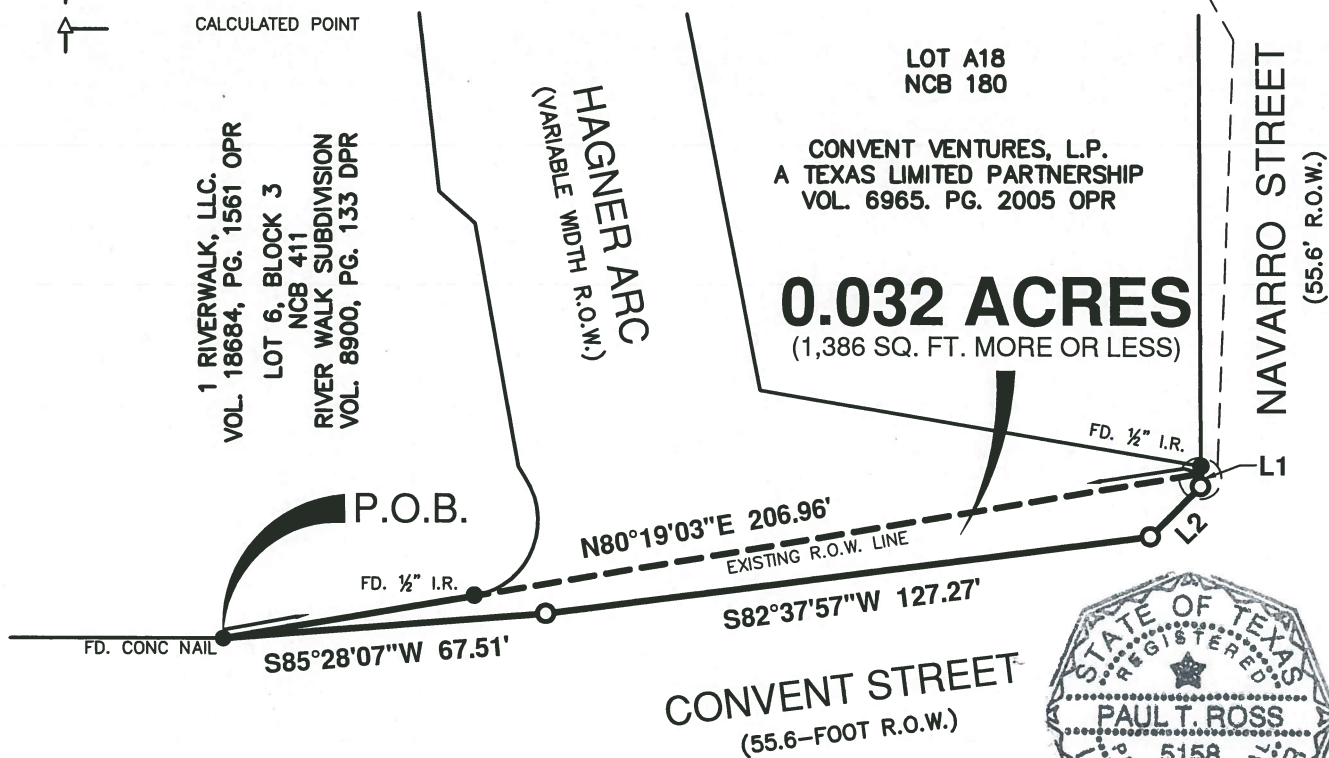 CALCULATED POINT
1 RIVERWALK, LLC.
VOL. 18684, PG. 1561 OPR
LOT 6, BLOCK 3
NCB 411
RIVER WALK SUBDIVISION
VOL. 8900, PG. 133 DPR
HAGNER ARC
(VARIABLE WIDTH R.O.W.)
LOT A18
NCB 180
CONVENT VENTURES, L.P.
A TEXAS LIMITED PARTNERSHIP
VOL. 6965. PG. 2005 OPR
0.032 ACRES
(1,386 SQ. FT. MORE OR LESS)
NAVARRO STREET
(55.6' R.O.W.)
FD. ½" I.R.
L1
L2
P.O.B.
N80°19'03"E 206.96'
EXISTING R.O.W. LINE
FD. ½" I.R.
FD. CONC NAIL
S85°28'07"W 67.51'
S82°37'57"W 127.27'
CONVENT STREET
(55.6-FOOT R.O.W.)
STATE OF TEXAS
REGISTERED
PAUL T. ROSS
5158